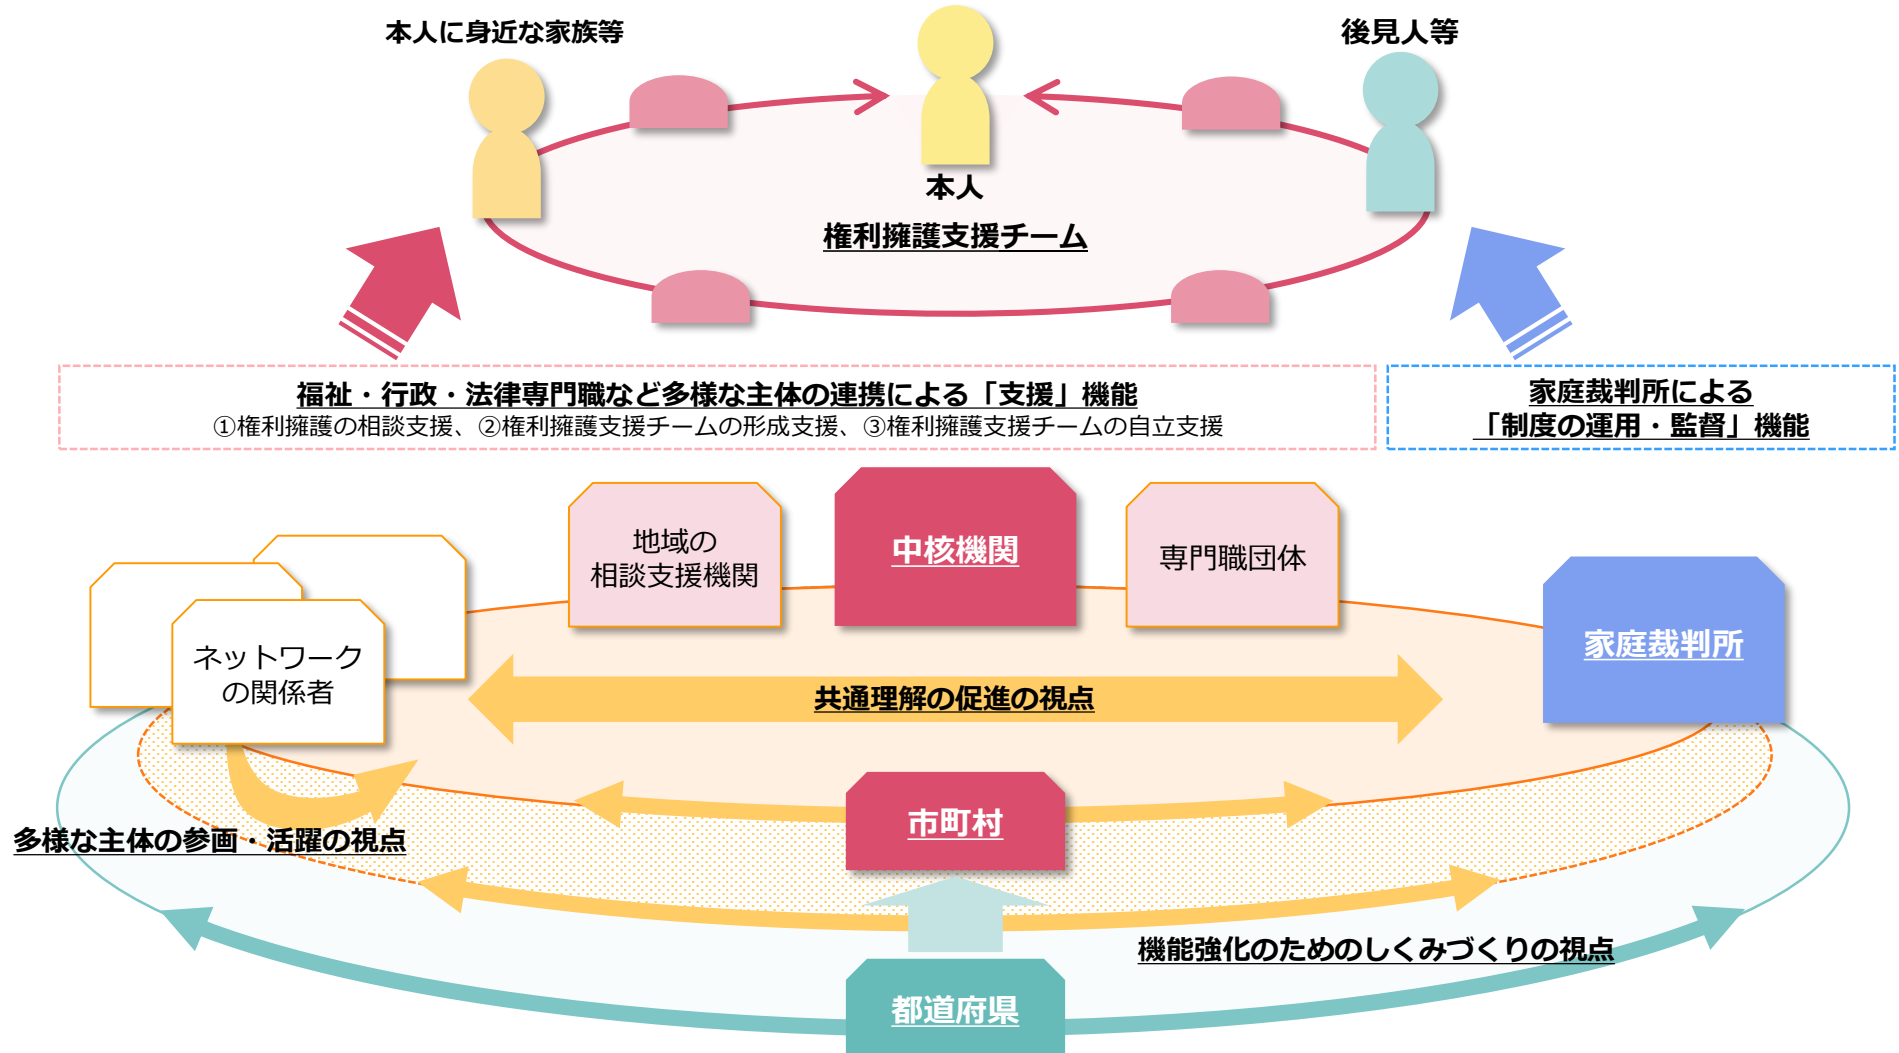 本人に身近な家族等
後見人等
本人
権利擁護支援チーム
福祉・行政・法律専門職など多様な主体の連携による「支援」機能
①権利擁護の相談支援、②権利擁護支援チームの形成支援、③権利擁護支援チームの自立支援
家庭裁判所による
「制度の運用・監督」機能
地域の
相談支援機関
中核機関
専門職団体
家庭裁判所
ネットワーク
の関係者
共通理解の促進の視点
市町村
多様な主体の参画・活躍の視点
機能強化のためのしくみづくりの視点
都道府県